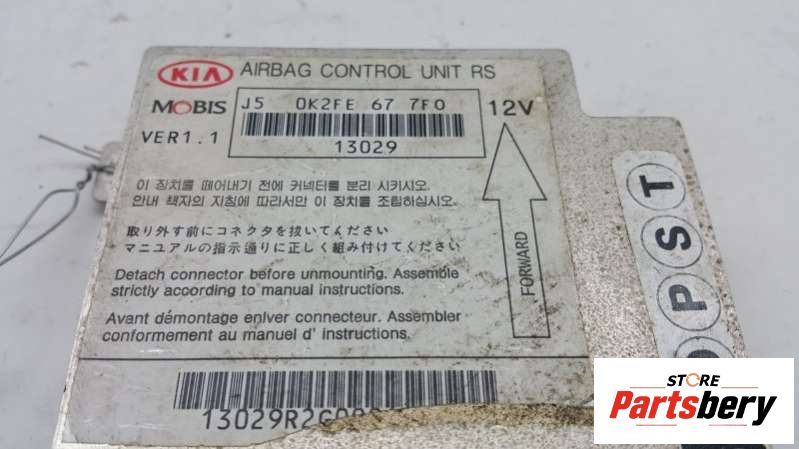 KIA AIRBAG CONTROL UNIT RS
MOBIS J5 0K2FE 67 7F0 12V
VER1.1 13029
이 장치를 떼어내기 전에 커넥터를 분리 시키시오.
안내 책자의 지침에 따라서만 이 장치를 조립하십시오.
取り外す前にコネクタを抜いてください
マニュアルの指示通りに正しく組み付けてください
Detach connector before unmounting. Assemble
strictly according to manual instructions.
Avant démontage enlver connecteur. Assembler
conformement au manuel d' instructions.
FORWARD
13029R2G00
T
S
P
STORE
Partsbery